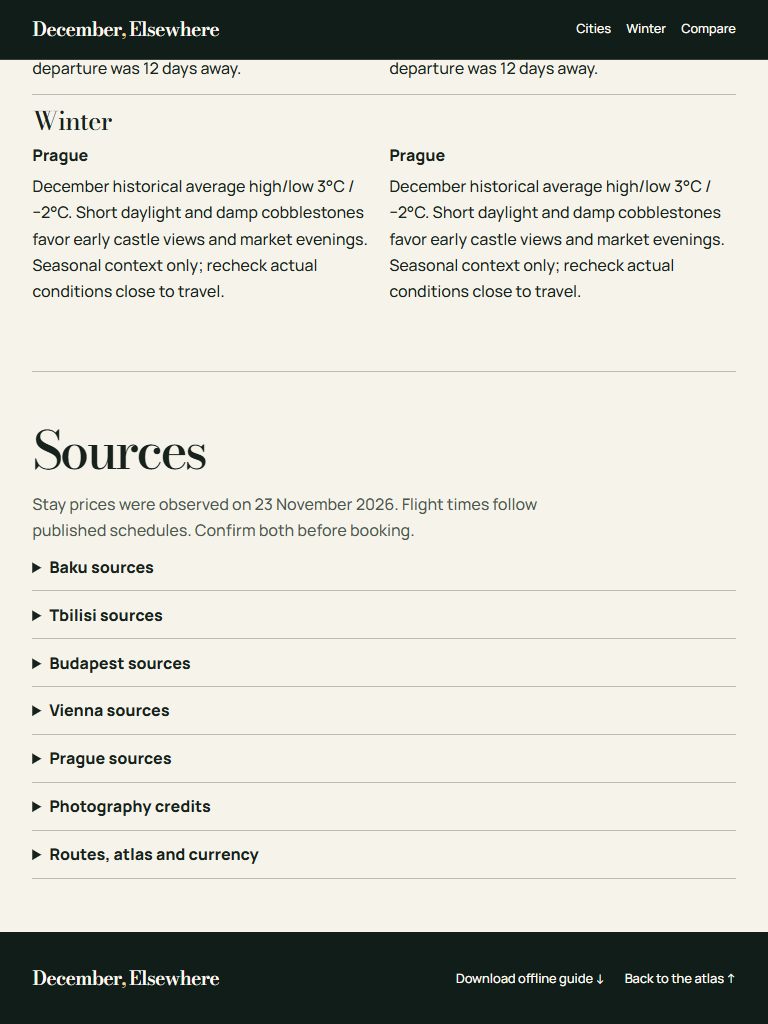 December, Elsewhere
Cities Winter Compare
departure was 12 days away.
departure was 12 days away.
Winter
Prague
December historical average high/low 3°C /
−2°C. Short daylight and damp cobblestones
favor early castle views and market evenings.
Seasonal context only; recheck actual
conditions close to travel.
Prague
December historical average high/low 3°C /
−2°C. Short daylight and damp cobblestones
favor early castle views and market evenings.
Seasonal context only; recheck actual
conditions close to travel.
Sources
Stay prices were observed on 23 November 2026. Flight times follow
published schedules. Confirm both before booking.
Baku sources
Tbilisi sources
Budapest sources
Vienna sources
Prague sources
Photography credits
Routes, atlas and currency
December, Elsewhere
Download offline guide ↓ Back to the atlas ↑